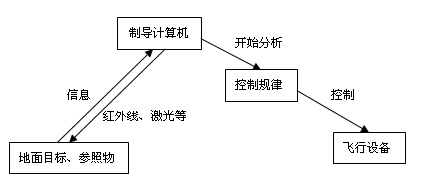 制导计算机
开始分析
控制规律
信息
控制
红外线、激光等
地面目标、参照物
飞行设备